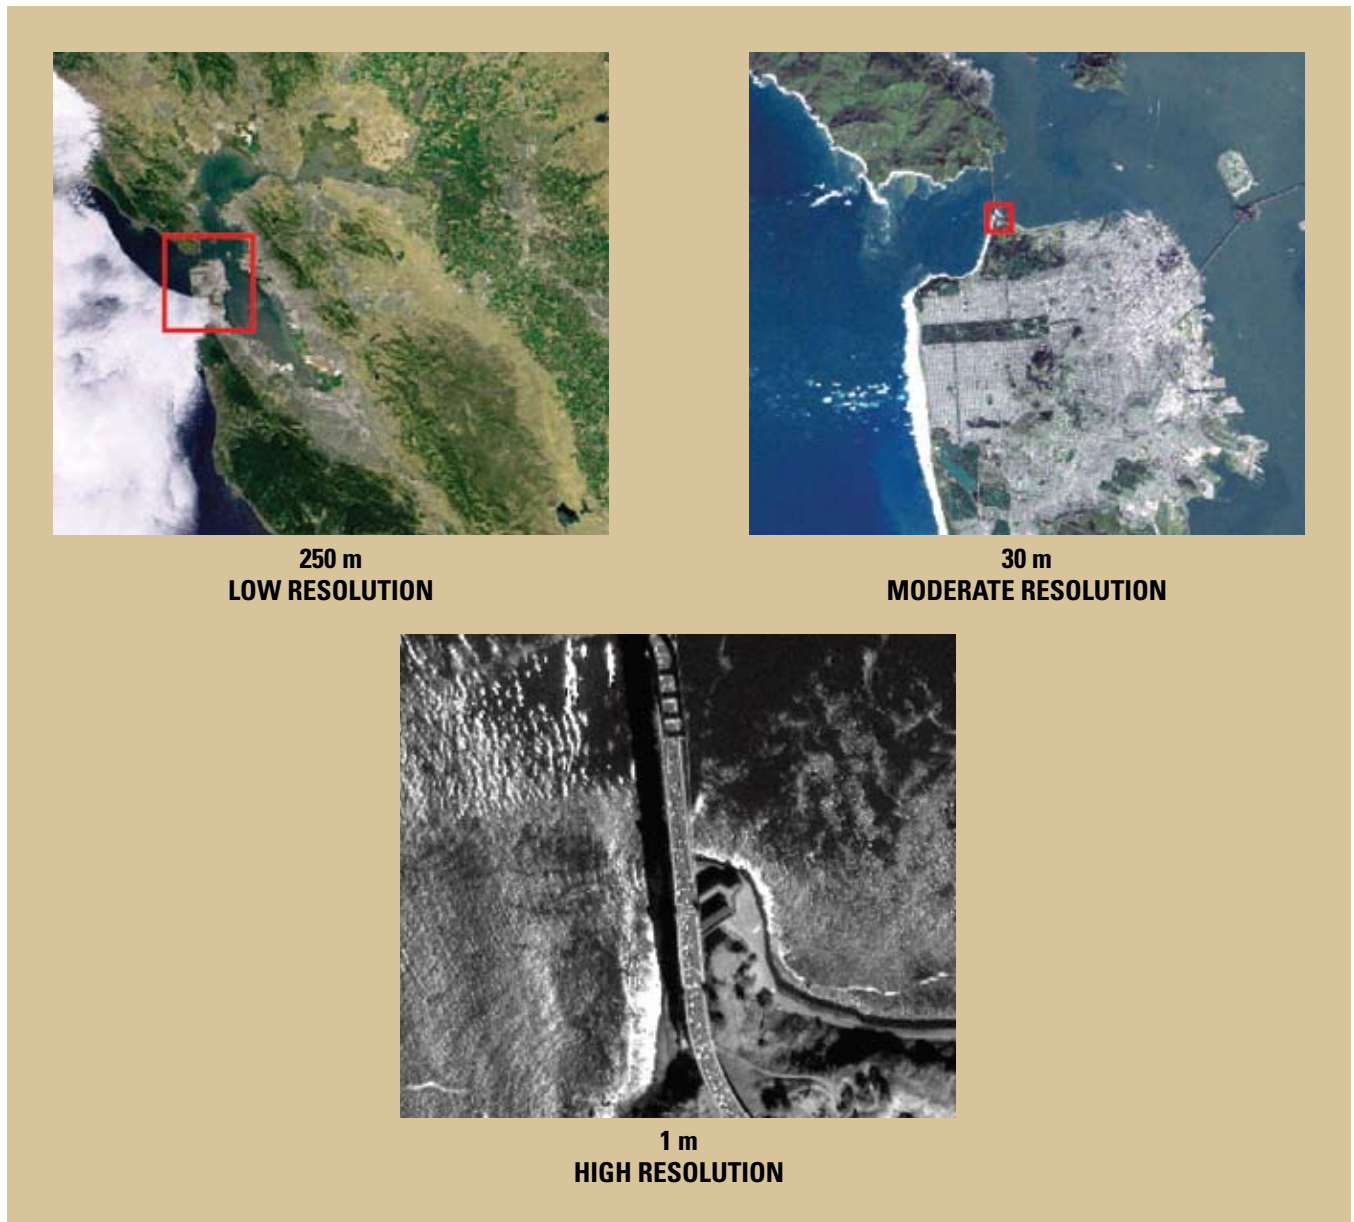 250 m
LOW RESOLUTION
30 m
MODERATE RESOLUTION
1 m
HIGH RESOLUTION